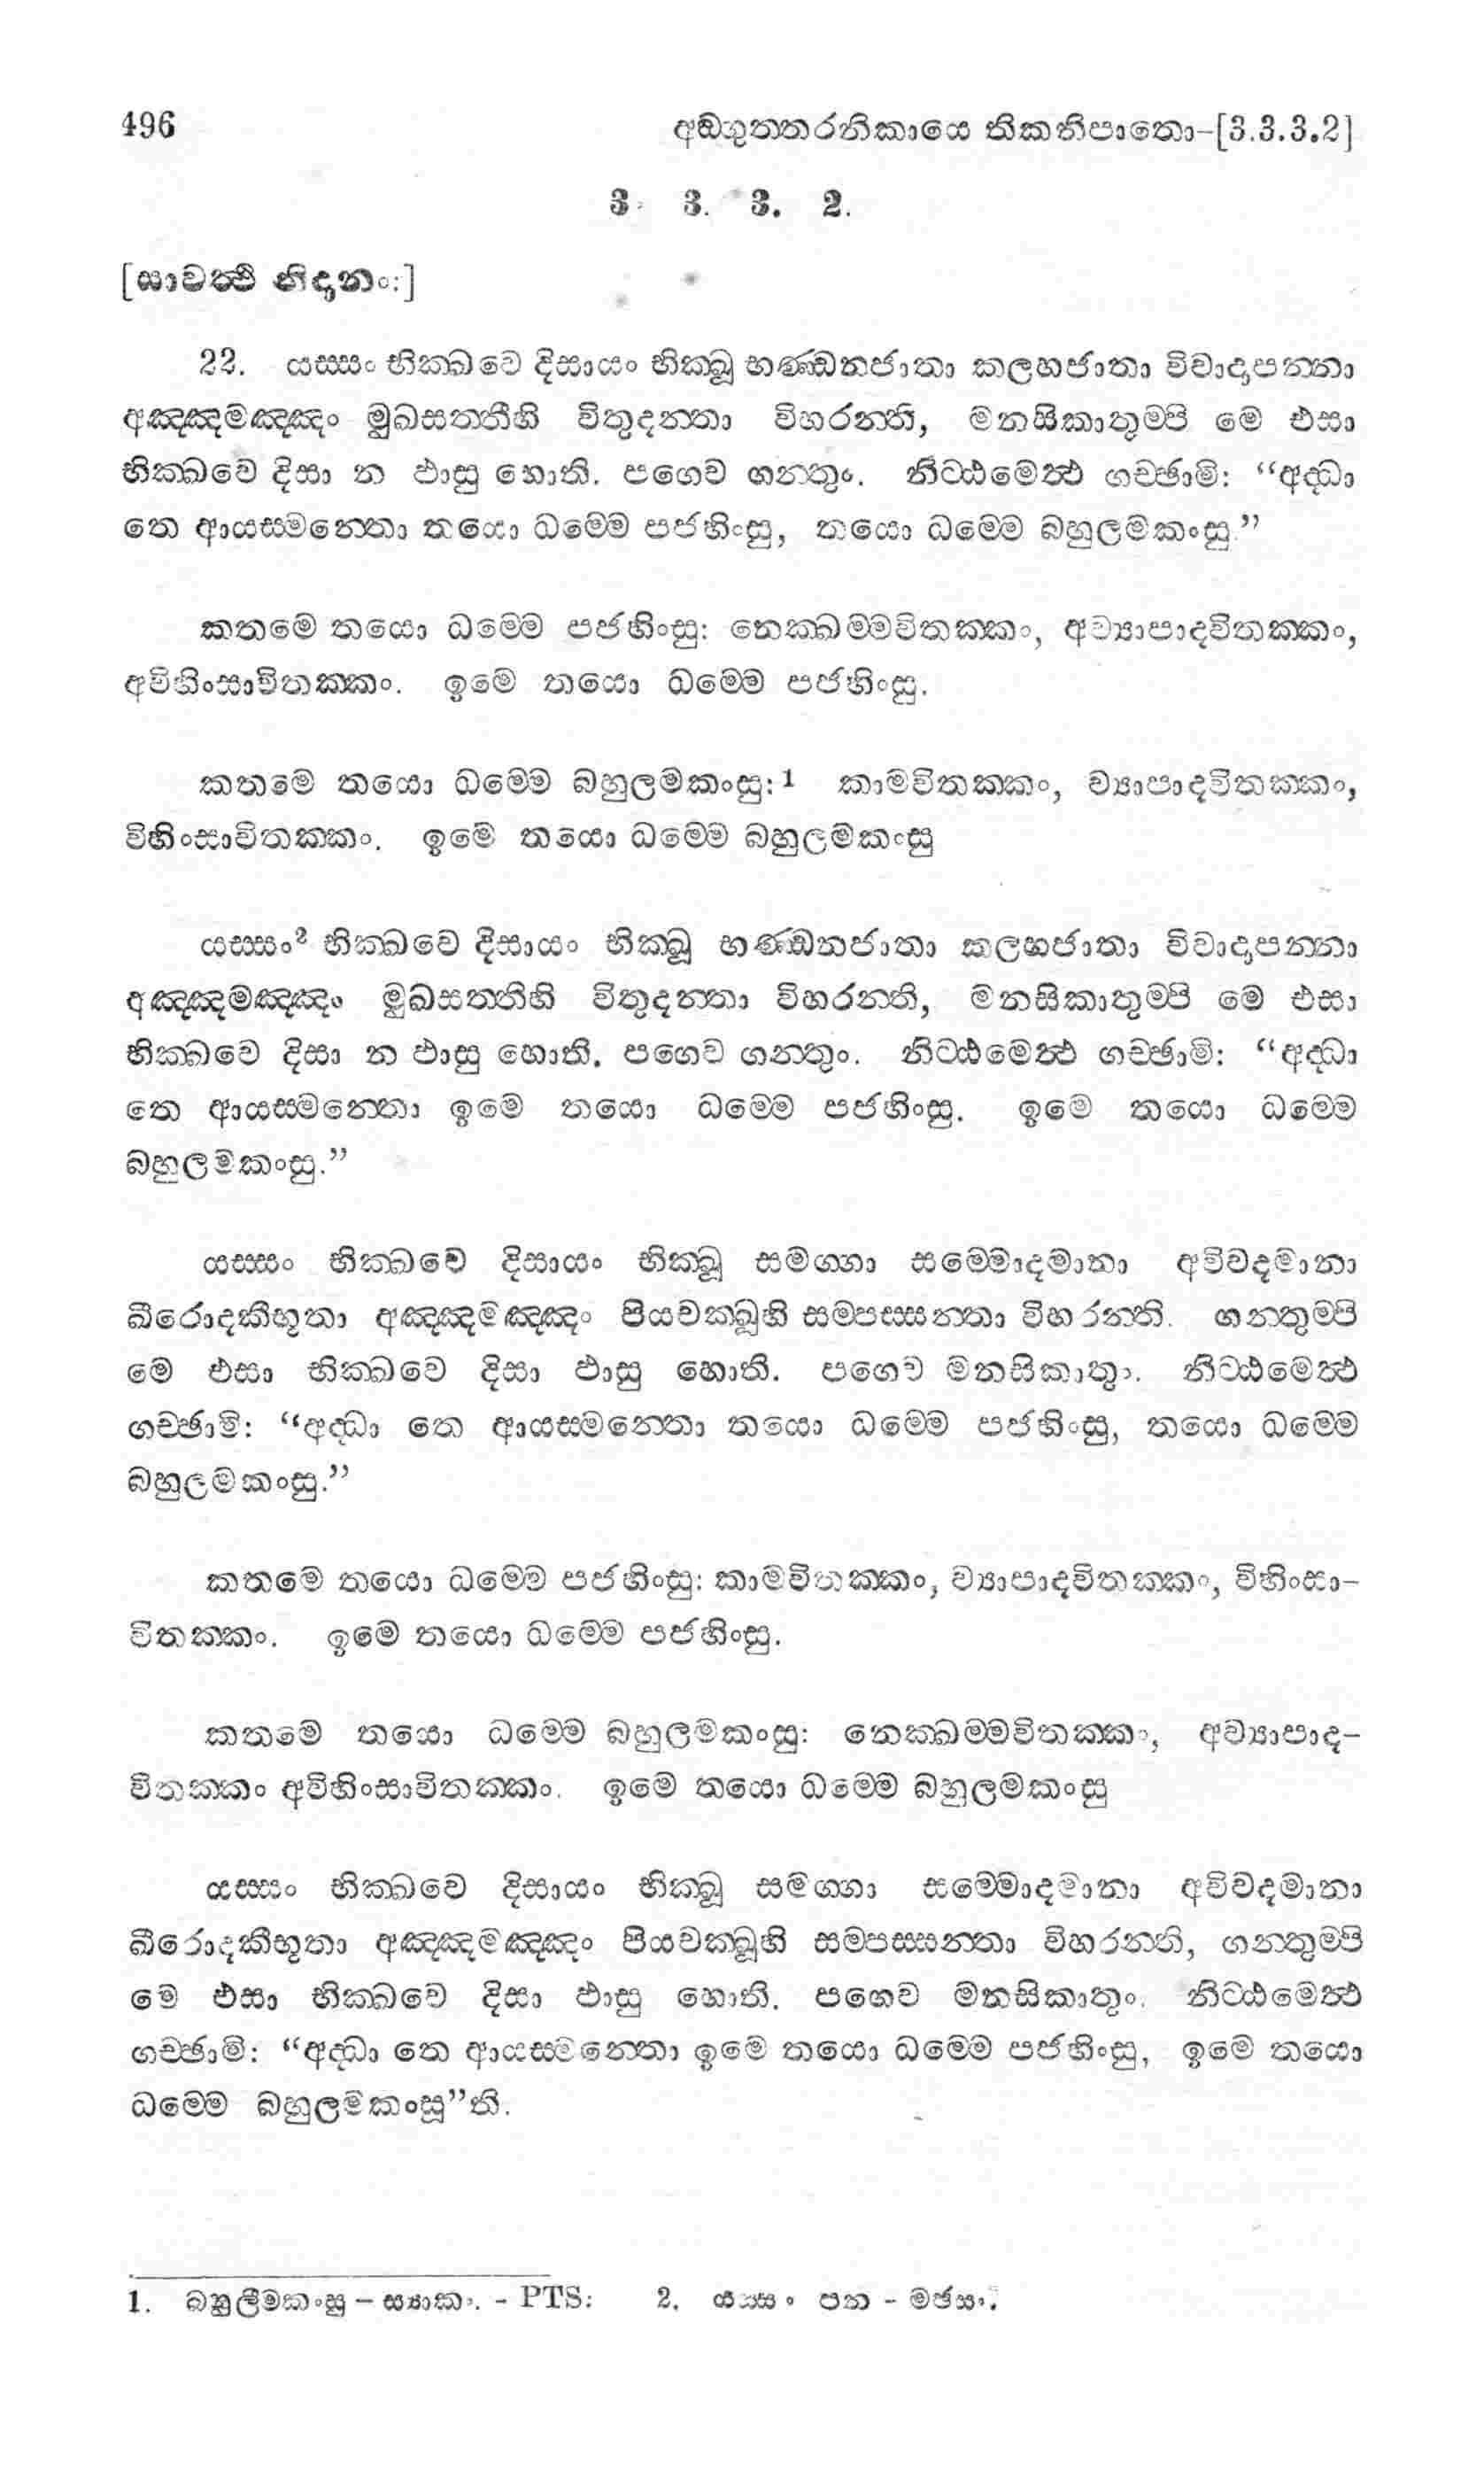 496 අඞ්ගුත්තරනිකායෙ තිකනිපාතො-[3.3.3.2]
3. 3. 3. 2.
[සාවත්ථි නිදානං:]
22. යස්සං භික්ඛවෙ දිසායං භික්ඛූ භණ්ඩනජාතා කලහජාතා විවාදාපන්නා
අඤ්ඤමඤ්ඤං මුඛසත්තීහි විතුදන්තා විහරන්ති, මනසිකාතුම්පි මෙ එසා
භික්ඛවෙ දිසා න ඵාසු හොති. පගෙව ගන්තුං. නිට්ඨමෙත්ථ ගච්ඡාමි: “අද්ධා
තෙ ආයස්මන්තො තයො ධම්මෙ පජහිංසු, තයො ධම්මෙ බහුලමකංසු.”
කතමෙ තයො ධම්මෙ පජහිංසු: නෙක්ඛම්මවිතක්කං, අව්‍යාපාදවිතක්කං,
අවිහිංසාවිතක්කං. ඉමෙ තයො ධම්මෙ පජහිංසු.
කතමෙ තයො ධම්මෙ බහුලමකංසු:1 කාමවිතක්කං, ව්‍යාපාදවිතක්කං,
විහිංසාවිතක්කං. ඉමෙ තයො ධම්මෙ බහුලමකංසු
යස්සං2 භික්ඛවෙ දිසායං භික්ඛූ භණ්ඩනජාතා කලහජාතා විවාදාපන්නා
අඤ්ඤමඤ්ඤං මුඛසත්තිහි විතුදන්තා විහරන්ති, මනසිකාතුම්පි මෙ එසා
භික්ඛවෙ දිසා න ඵාසු හොති. පගෙව ගන්තුං. නිට්ඨමෙත්ථ ගච්ඡාමි: “අද්ධා
තෙ ආයස්මන්තො ඉමෙ තයො ධම්මෙ පජහිංසු. ඉමෙ තයො ධම්මෙ
බහුලමකංසු.”
යස්සං භික්ඛවෙ දිසායං භික්ඛූ සමග්ගා සම්මොදමානා අවිවදමානා
ඛීරොදකීභූතා අඤ්ඤමඤ්ඤං පියචක්ඛූහි සම්පස්සන්තා විහරන්ති. ගන්තුම්පි
මෙ එසා භික්ඛවෙ දිසා ඵාසු හොති. පගෙව මනසිකාතුං. නිට්ඨමෙත්ථ
ගච්ඡාමි: “අද්ධා තෙ ආයස්මන්තො තයො ධම්මෙ පජහිංසු, තයො ධම්මෙ
බහුලමකංසු.”
කතමෙ තයො ධම්මෙ පජහිංසු: කාමවිතක්කං, ව්‍යාපාදවිතක්කං, විහිංසා-
විතක්කං. ඉමෙ තයො ධම්මෙ පජහිංසු.
කතමෙ තයො ධම්මෙ බහුලමකංසු: නෙක්ඛම්මවිතක්කං, අව්‍යාපාද-
විතක්කං අවිහිංසාවිතක්කං. ඉමෙ තයො ධම්මෙ බහුලමකංසු
යස්සං භික්ඛවෙ දිසායං භික්ඛූ සමග්ගා සම්මොදමානා අවිවදමානා
ඛීරොදකීභූතා අඤ්ඤමඤ්ඤං පියචක්ඛූහි සම්පස්සන්තා විහරන්ති, ගන්තුම්පි
මෙ එසා භික්ඛවෙ දිසා ඵාසු හොති. පගෙව මනසිකාතුං. නිට්ඨමෙත්ථ
ගච්ඡාමි: “අද්ධා තෙ ආයස්මන්තො ඉමෙ තයො ධම්මෙ පජහිංසු, ඉමෙ තයො
ධම්මෙ බහුලමකංසූ”ති.
1. බහුලීමකංසු – ස්‍යාකං. - PTS: 2. යස්සං පන - මඡසං.